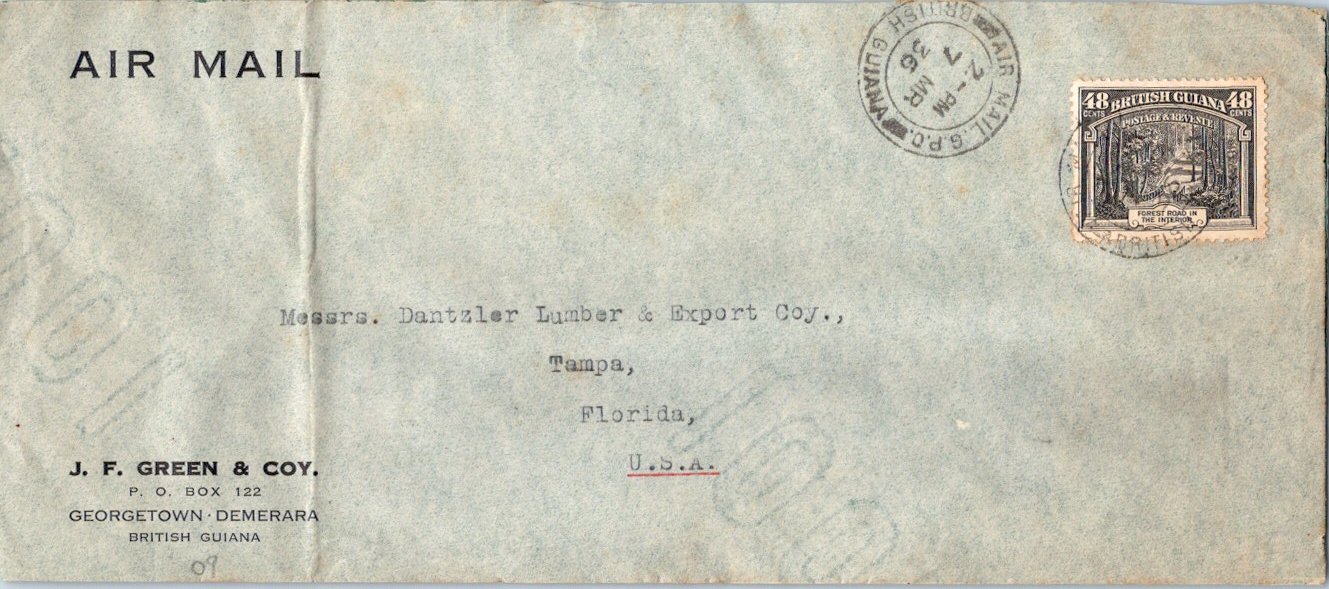 AIR MAIL
AIR MAIL. G.P.O.
BRITISH GUIANA
2 - PM
7 MR
36
48 BRITISH GUIANA 48
CENTS CENTS
POSTAGE & REVENUE
FOREST ROAD IN
THE INTERIOR
BRITISH
Messrs. Dantzler Lumber & Export Coy.,
Tampa,
Florida,
U.S.A.
J. F. GREEN & COY.
P. O. BOX 122
GEORGETOWN · DEMERARA
BRITISH GUIANA
09